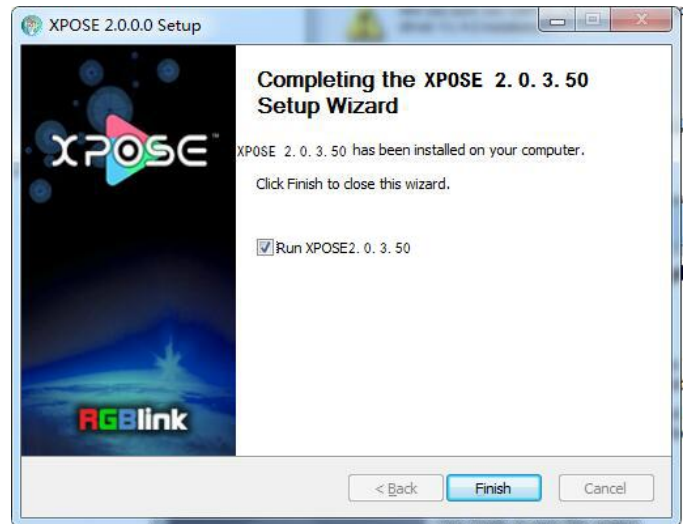 XPOSE 2.0.0.0 Setup
Completing the XPOSE 2.0.3.50
Setup Wizard
XPOSE 2.0.3.50 has been installed on your computer.
Click Finish to close this wizard.
Run XPOSE2.0.3.50
XPOSE™
RGBlink
< Back
Finish
Cancel